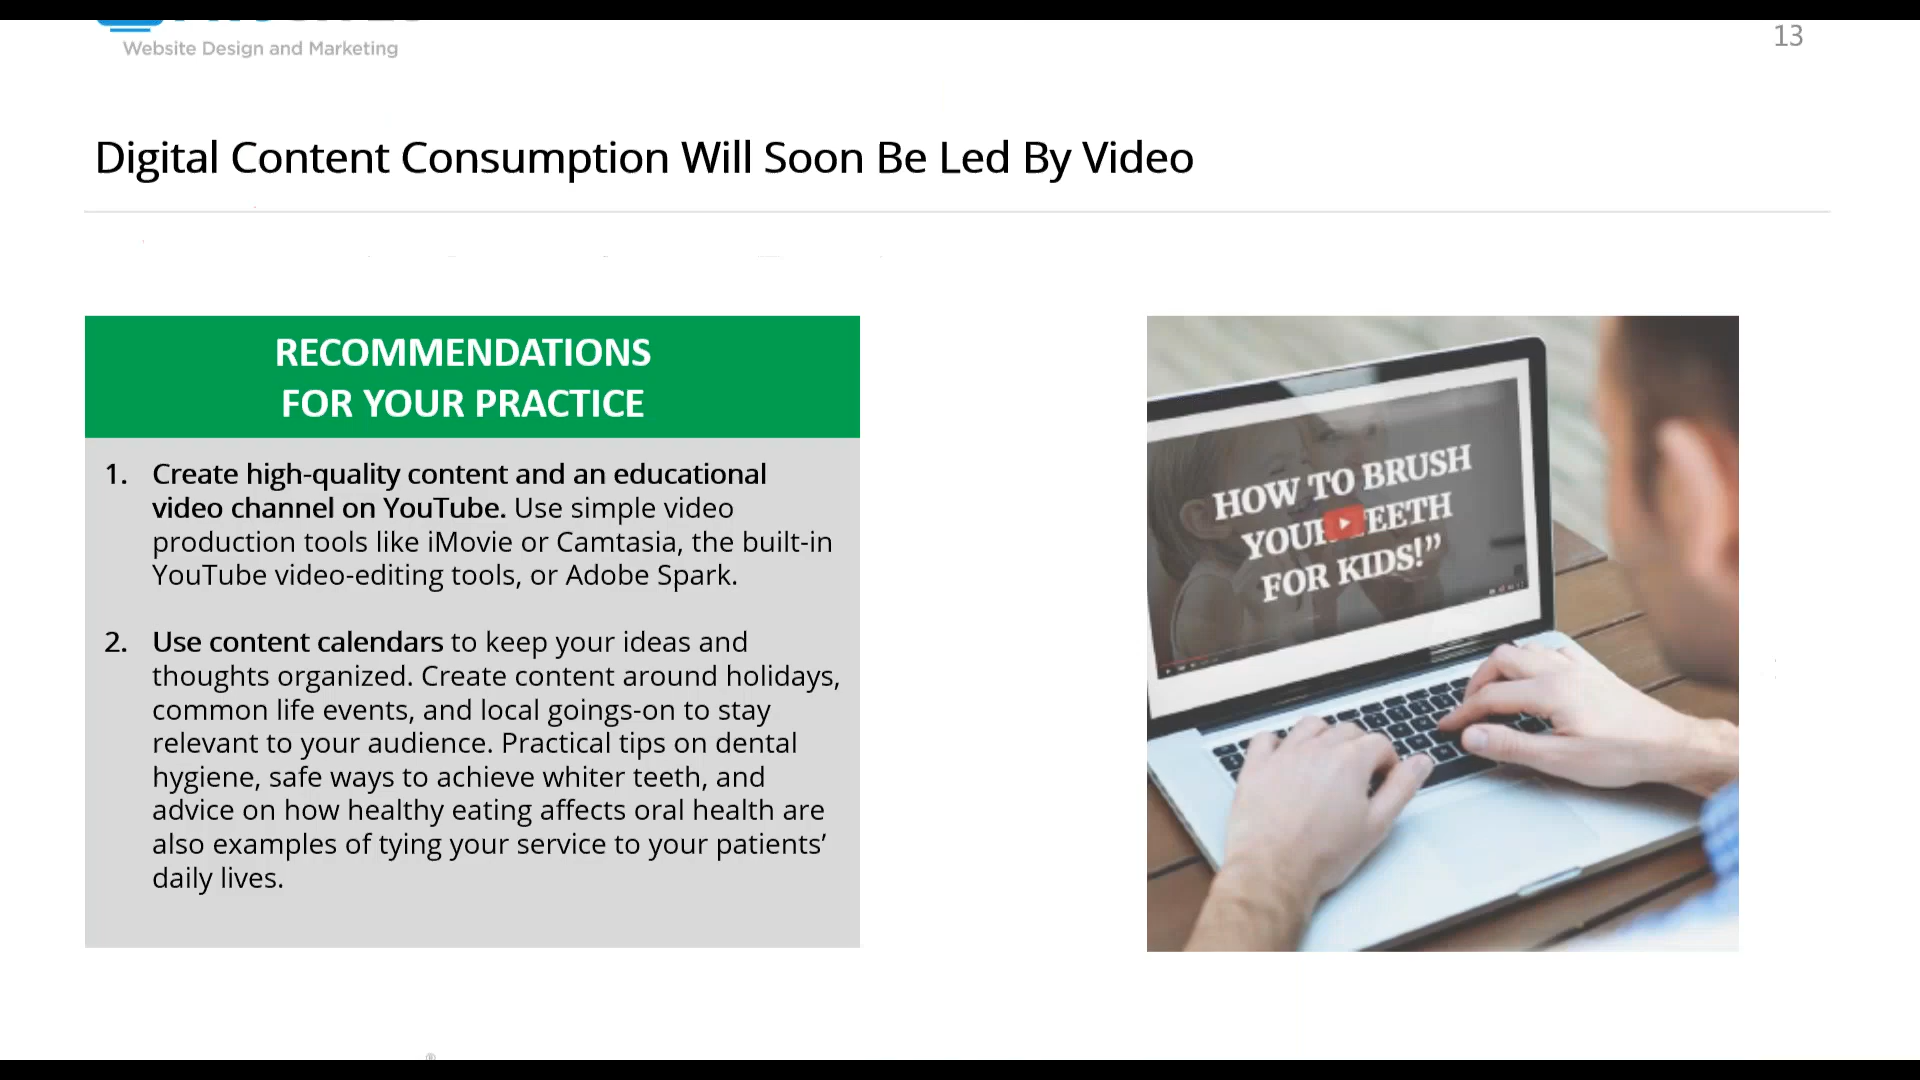 Website Design and Marketing
13
Digital Content Consumption Will Soon Be Led By Video
RECOMMENDATIONS
FOR YOUR PRACTICE
1. Create high-quality content and an educational
video channel on YouTube. Use simple video
production tools like iMovie or Camtasia, the built-in
YouTube video-editing tools, or Adobe Spark.
2. Use content calendars to keep your ideas and
thoughts organized. Create content around holidays,
common life events, and local goings-on to stay
relevant to your audience. Practical tips on dental
hygiene, safe ways to achieve whiter teeth, and
advice on how healthy eating affects oral health are
also examples of tying your service to your patients’
daily lives.
HOW TO BRUSH
YOUR TEETH
FOR KIDS!”
®